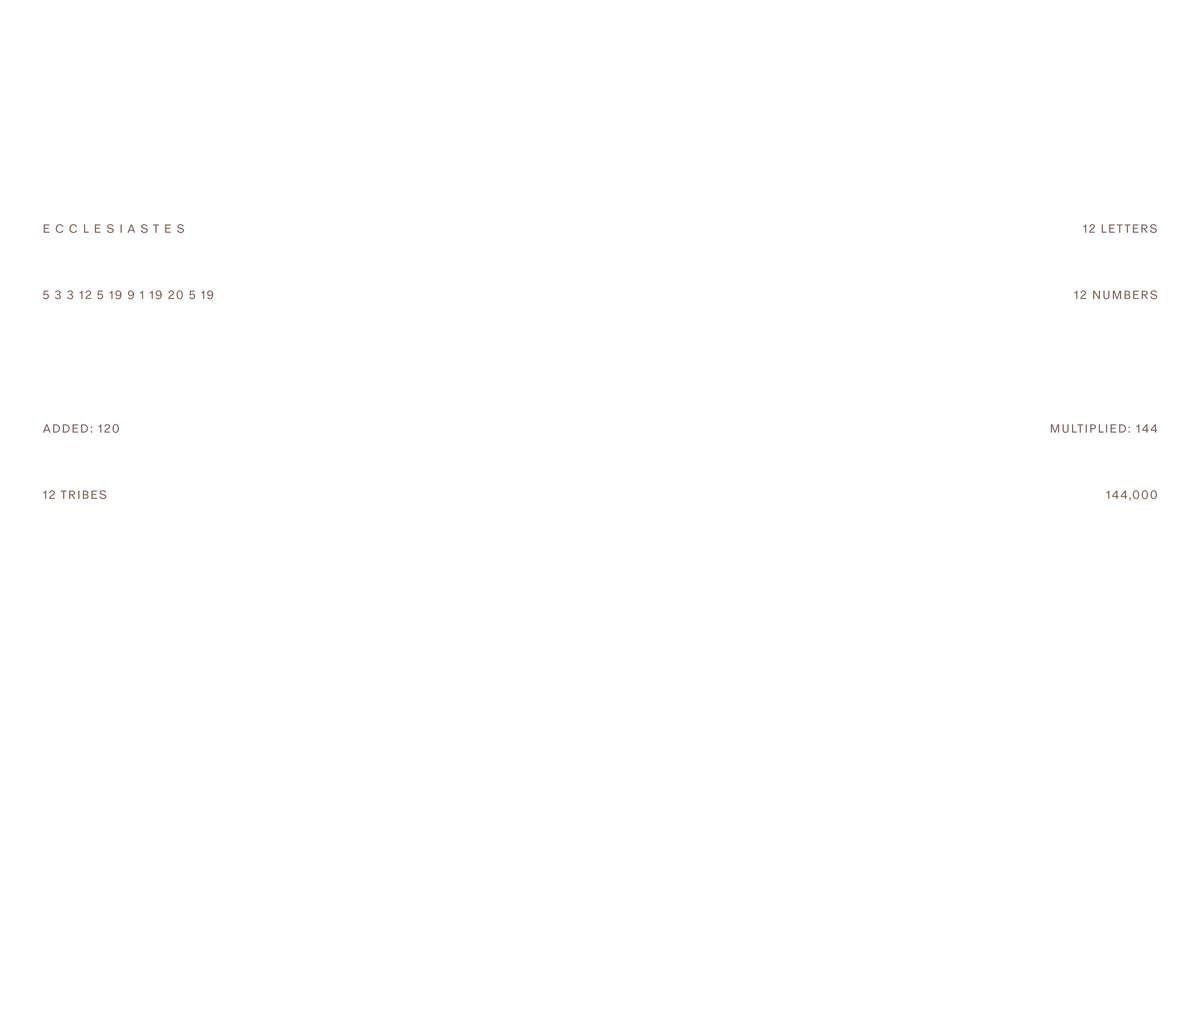 E C C L E S I A S T E S
12 LETTERS
5 3 3 12 5 19 9 1 19 20 5 19
12 NUMBERS
ADDED: 120
MULTIPLIED: 144
12 TRIBES
144,000